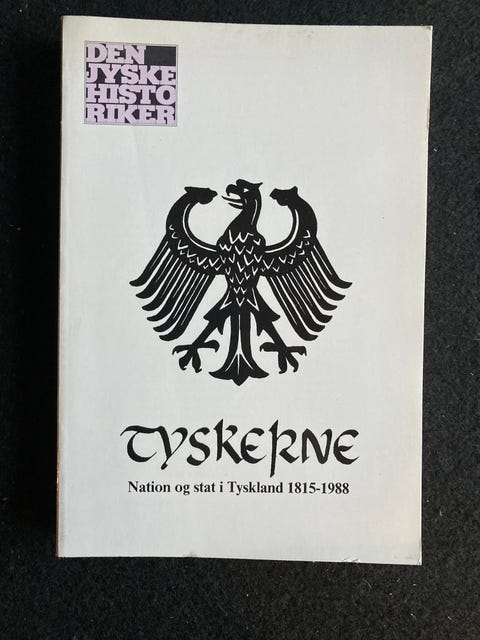 DEN
JYSKE
HISTO
RIKER
TYSKERNE
Nation og stat i Tyskland 1815-1988